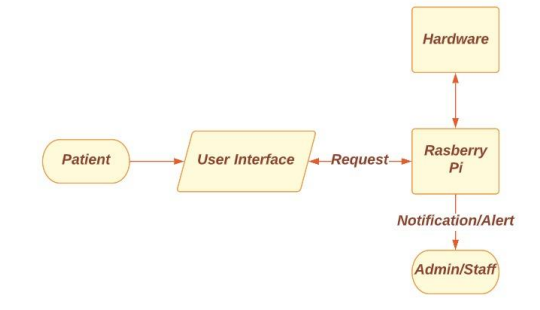 Hardware
Patient
User Interface
Request
Rasberry
Pi
Notification/Alert
Admin/Staff